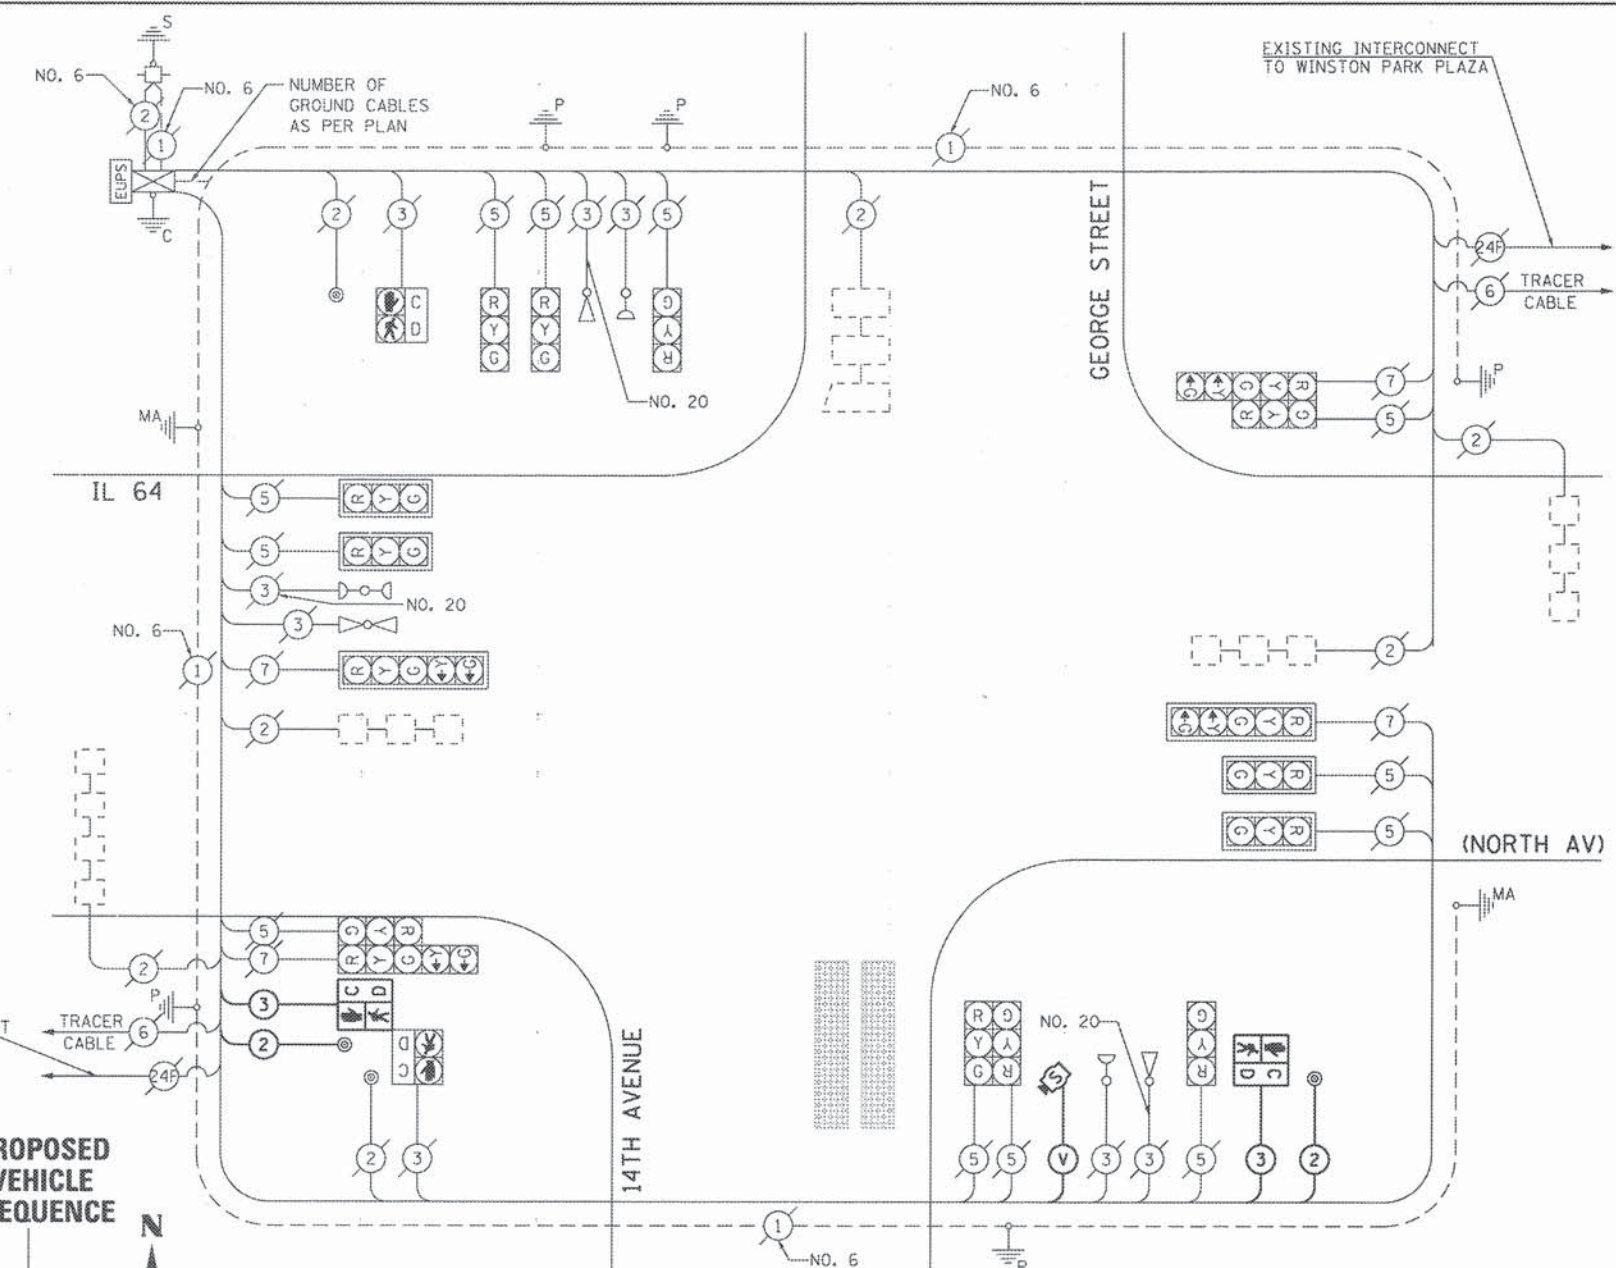 S
NO. 6
2
NO. 6
1
NUMBER OF
GROUND CABLES
AS PER PLAN
EUPS
C
P
P
1
NO. 6
EXISTING INTERCONNECT
TO WINSTON PARK PLAZA
2
3
5
5
3
3
5
2
C
D
R
Y
G
R
Y
G
G
Y
R
NO. 20
GEORGE STREET
24F
6
TRACER
CABLE
P
G Y G Y R
7
R Y G
5
2
MA
IL 64
5
R Y G
5
R Y G
3
NO. 20
3
NO. 6
1
7
R Y G Y G
2
2
G Y G Y R
7
G Y R
5
G Y R
5
(NORTH AV)
MA
5
G Y R
7
R Y G Y G
2
P
3
C D
TRACER
CABLE
6
2
T
24F
D
C
2
3
14TH AVENUE
R G
Y Y
G R
NO. 20
S
G
Y
R
D C
5
5
V
3
3
5
3
2
ROPOSED
VEHICLE
EQUENCE
N
1
NO. 6
P